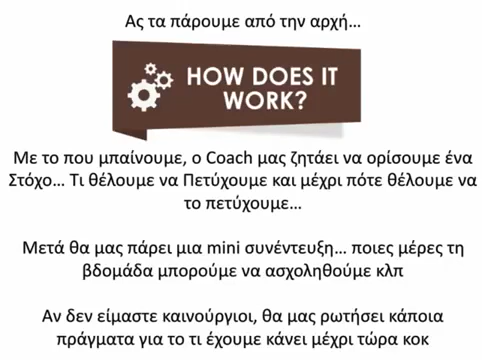 Ας τα πάρουμε από την αρχή...
HOW DOES IT
WORK?
Με το που μπαίνουμε, ο Coach μας ζητάει να ορίσουμε ένα
Στόχο... Τι θέλουμε να Πετύχουμε και μέχρι πότε θέλουμε να
το πετύχουμε...
Μετά θα μας πάρει μια mini συνέντευξη... ποιες μέρες τη
βδομάδα μπορούμε να ασχοληθούμε κλπ
Αν δεν είμαστε καινούργιοι, θα μας ρωτήσει κάποια
πράγματα για το τι έχουμε κάνει μέχρι τώρα κοκ